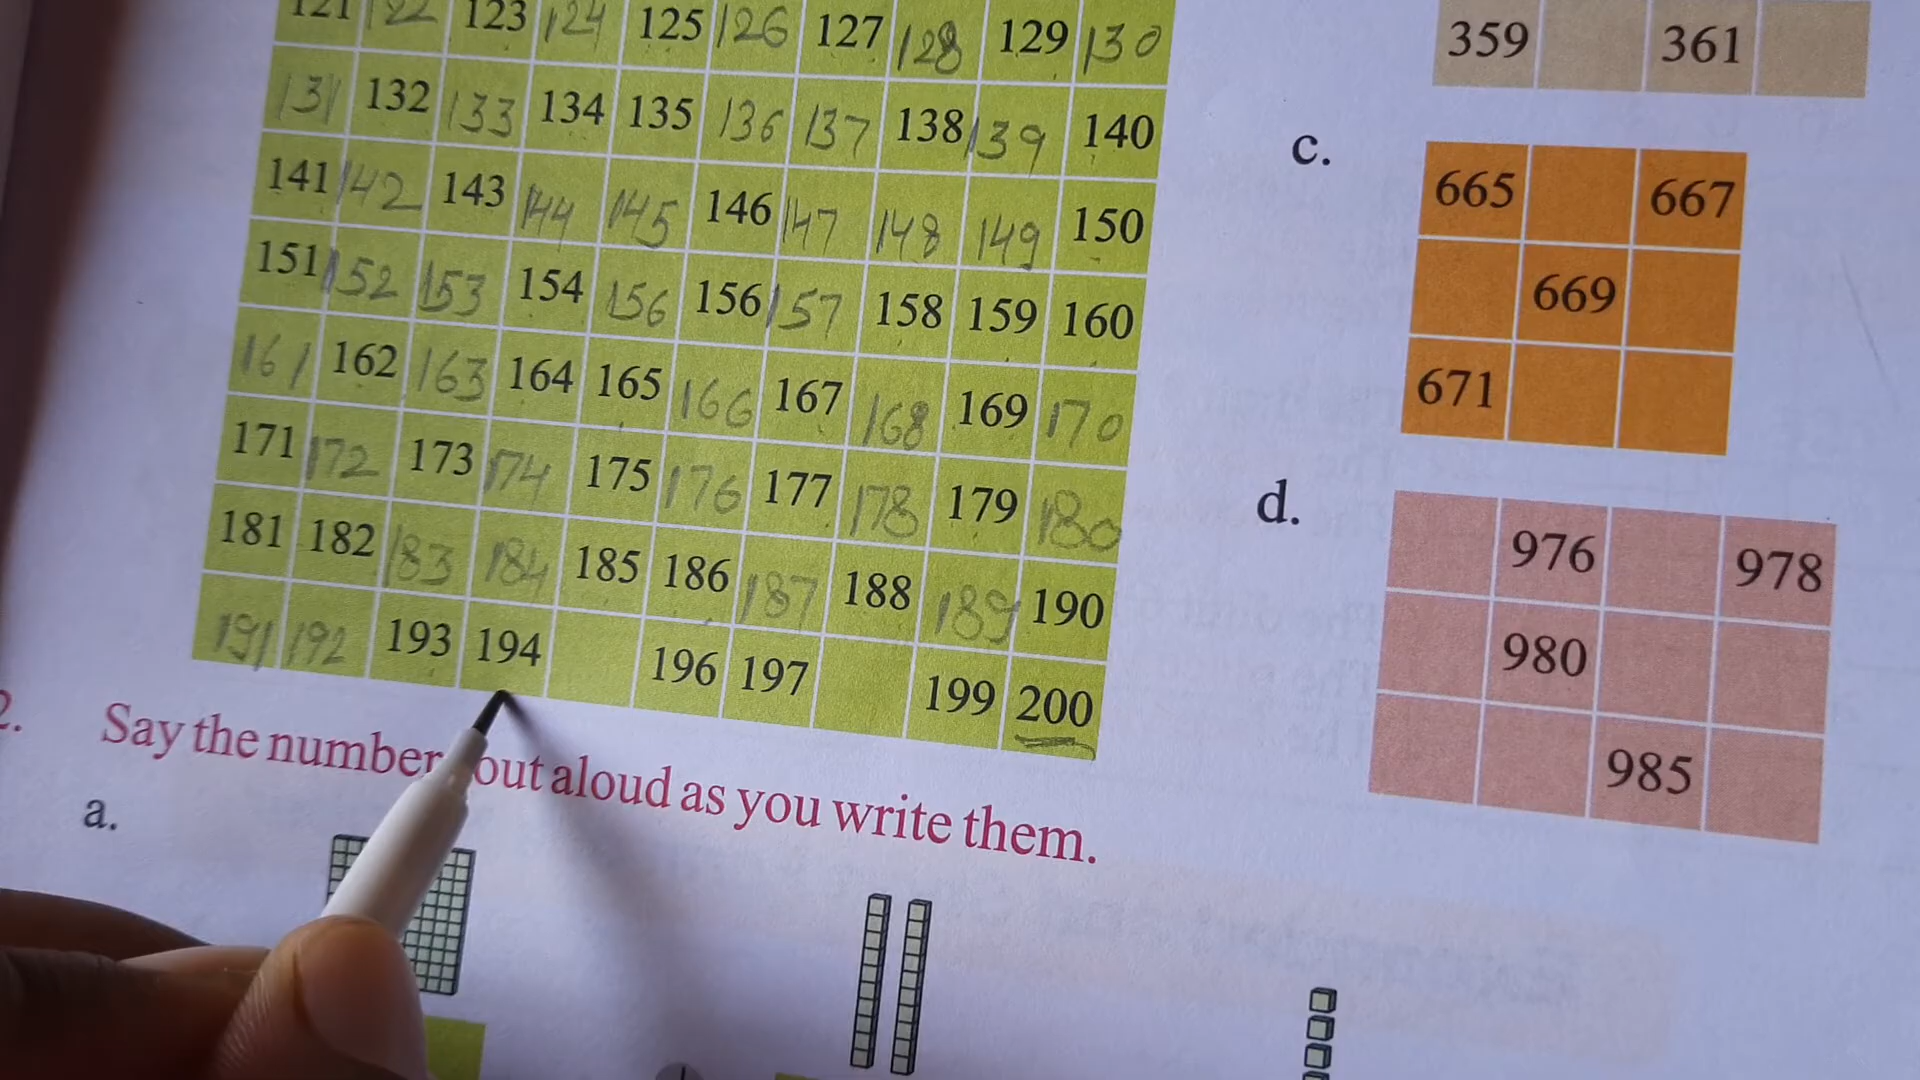 121 122 123 124 125 126 127 128 129 130
131 132 133 134 135 136 137 138 139 140
141 142 143 144 145 146 147 148 149 150
151 152 153 154 156 156 157 158 159 160
161 162 163 164 165 166 167 168 169 170
171 172 173 174 175 176 177 178 179 180
181 182 183 184 185 186 187 188 189 190
191 192 193 194 196 197 199 200
2. Say the number out aloud as you write them.
a.
359 361
c.
665 667
669
671
d.
976 978
980
985